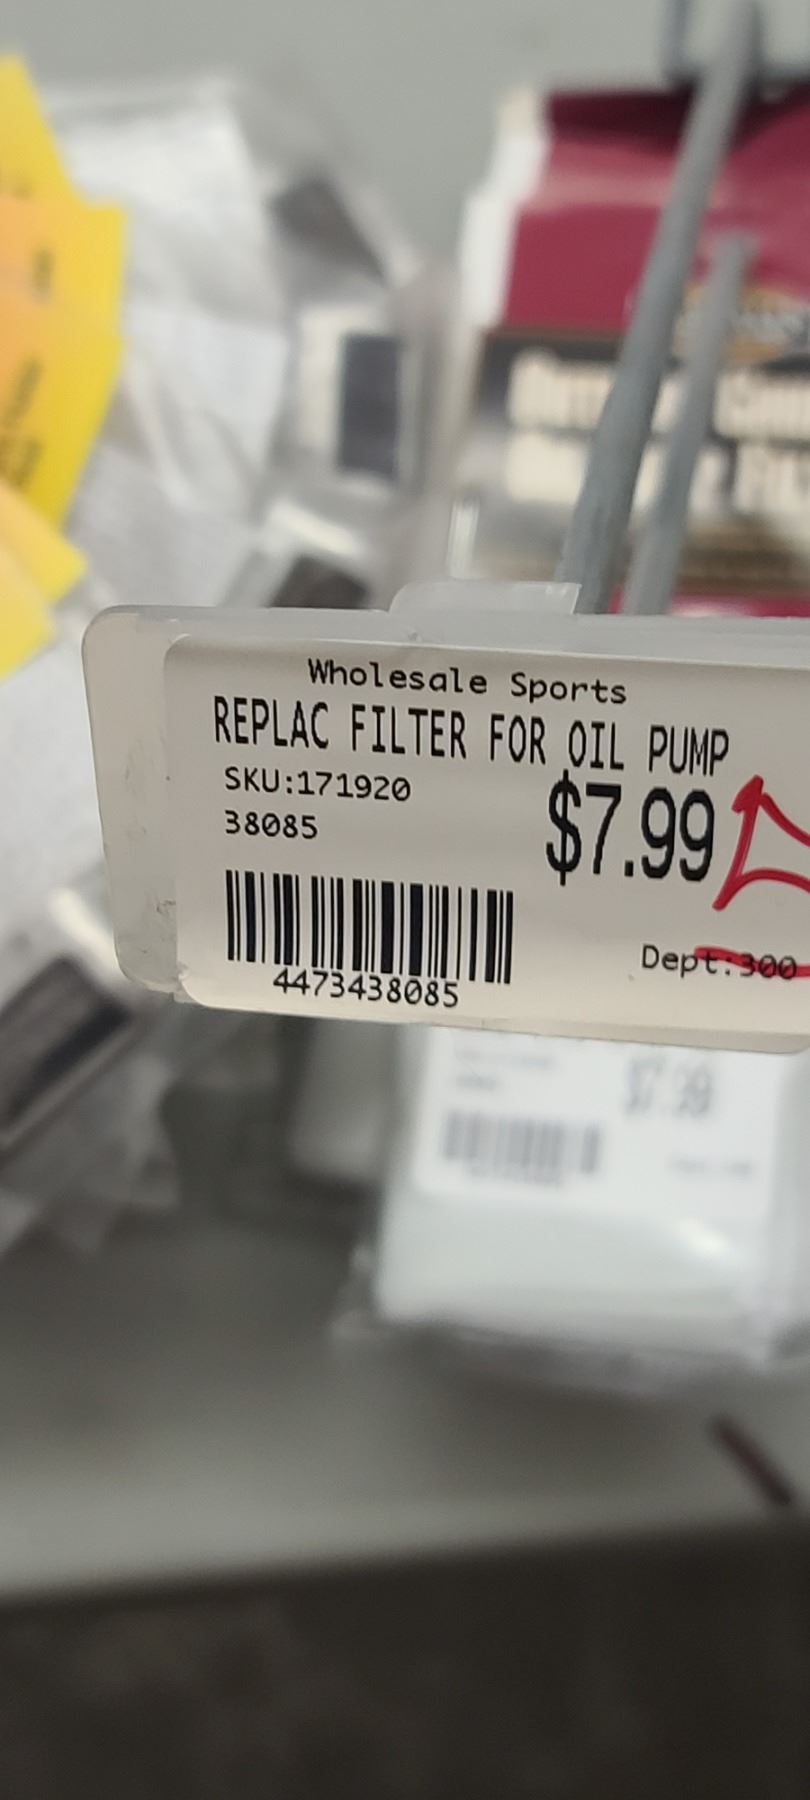 Wholesale Sports
REPLAC FILTER FOR OIL PUMP
SKU:171920
$7.99
38085
Dept:300
4473438085